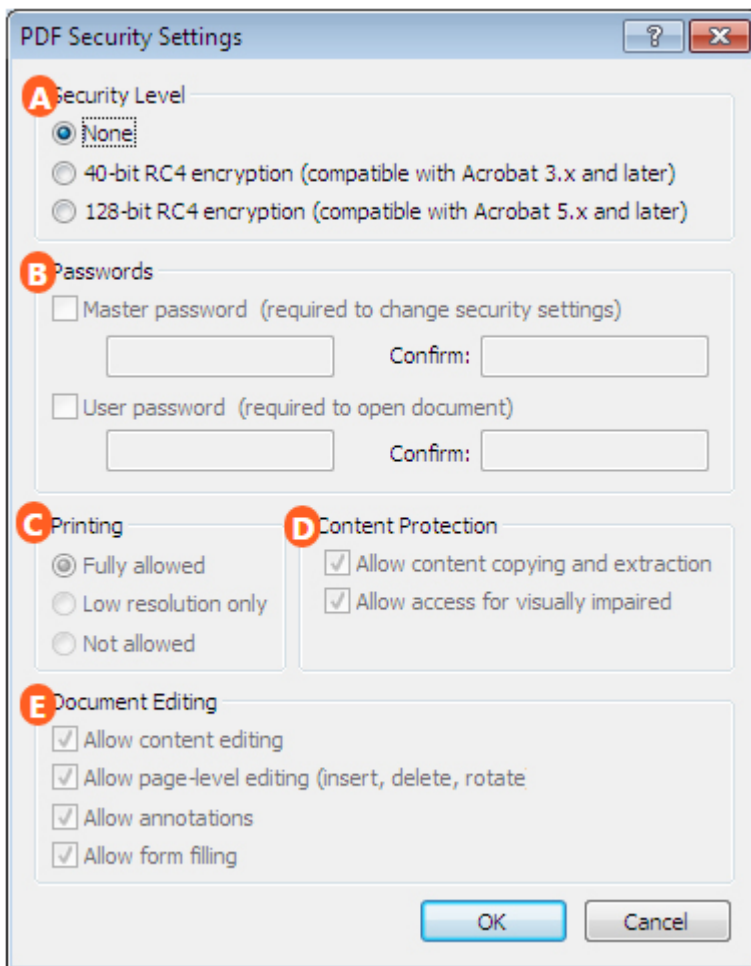 PDF Security Settings
A Security Level
None
40-bit RC4 encryption (compatible with Acrobat 3.x and later)
128-bit RC4 encryption (compatible with Acrobat 5.x and later)
B Passwords
Master password (required to change security settings)
Confirm:
User password (required to open document)
Confirm:
C Printing
Fully allowed
Low resolution only
Not allowed
D Content Protection
Allow content copying and extraction
Allow access for visually impaired
E Document Editing
Allow content editing
Allow page-level editing (insert, delete, rotate
Allow annotations
Allow form filling
OK Cancel